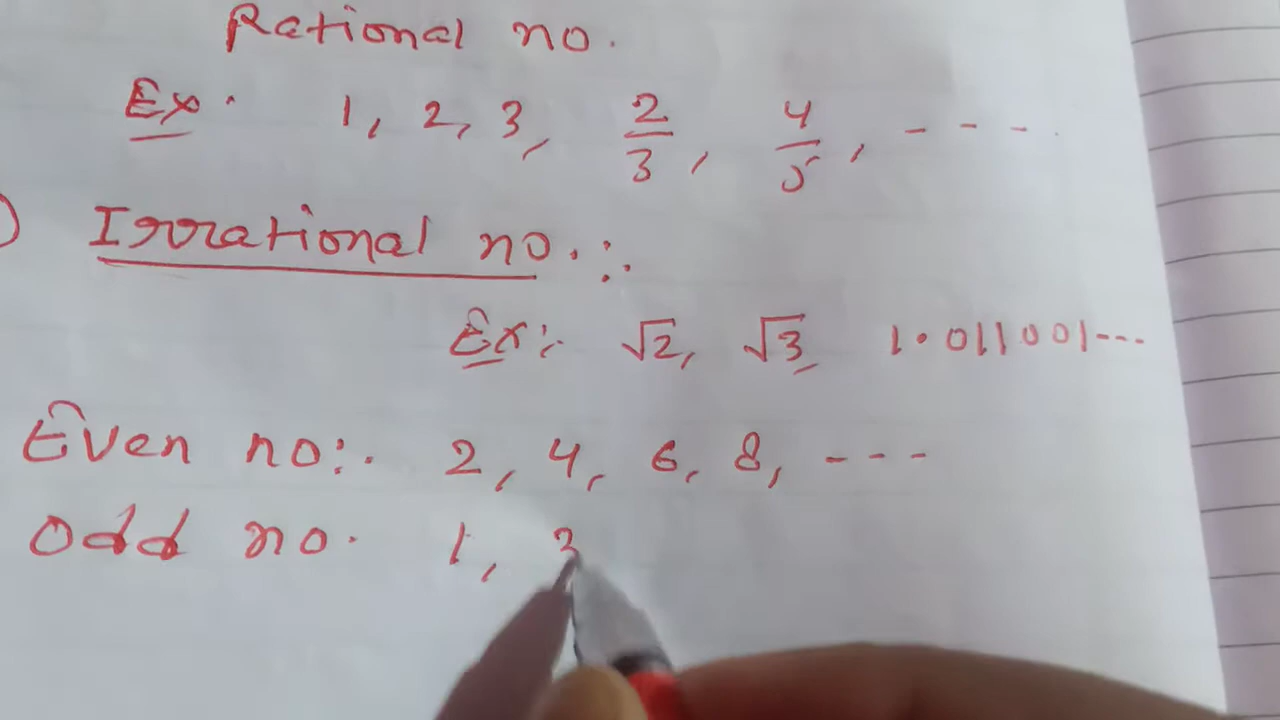 Rational no.
Ex. 1, 2, 3, 2/3, 4/5, - - - .
) Irrational no.:
Ex:- √2, √3 1.011001---
Even no:. 2, 4, 6, 8, ---
Odd no. 1, 3